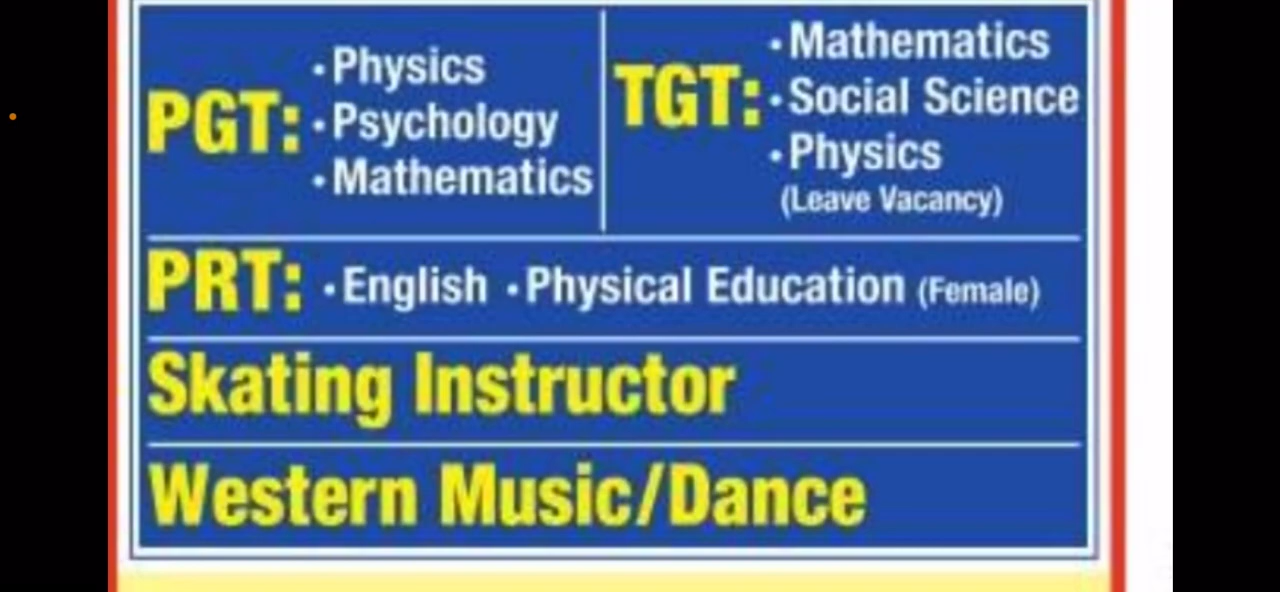 PGT:
• Physics
• Psychology
• Mathematics
TGT:
• Mathematics
• Social Science
• Physics
(Leave Vacancy)
PRT: • English • Physical Education (Female)
Skating Instructor
Western Music/Dance